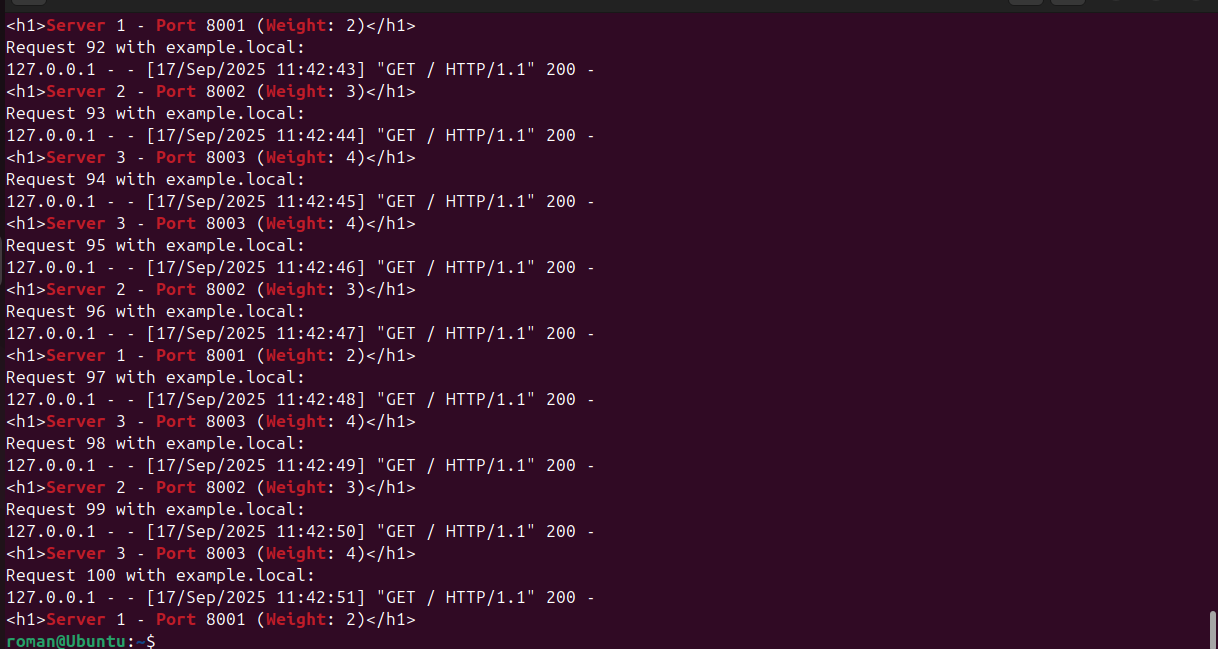 <h1>Server 1 - Port 8001 (Weight: 2)</h1>
Request 92 with example.local:
127.0.0.1 - - [17/Sep/2025 11:42:43] "GET / HTTP/1.1" 200 -
<h1>Server 2 - Port 8002 (Weight: 3)</h1>
Request 93 with example.local:
127.0.0.1 - - [17/Sep/2025 11:42:44] "GET / HTTP/1.1" 200 -
<h1>Server 3 - Port 8003 (Weight: 4)</h1>
Request 94 with example.local:
127.0.0.1 - - [17/Sep/2025 11:42:45] "GET / HTTP/1.1" 200 -
<h1>Server 3 - Port 8003 (Weight: 4)</h1>
Request 95 with example.local:
127.0.0.1 - - [17/Sep/2025 11:42:46] "GET / HTTP/1.1" 200 -
<h1>Server 2 - Port 8002 (Weight: 3)</h1>
Request 96 with example.local:
127.0.0.1 - - [17/Sep/2025 11:42:47] "GET / HTTP/1.1" 200 -
<h1>Server 1 - Port 8001 (Weight: 2)</h1>
Request 97 with example.local:
127.0.0.1 - - [17/Sep/2025 11:42:48] "GET / HTTP/1.1" 200 -
<h1>Server 3 - Port 8003 (Weight: 4)</h1>
Request 98 with example.local:
127.0.0.1 - - [17/Sep/2025 11:42:49] "GET / HTTP/1.1" 200 -
<h1>Server 2 - Port 8002 (Weight: 3)</h1>
Request 99 with example.local:
127.0.0.1 - - [17/Sep/2025 11:42:50] "GET / HTTP/1.1" 200 -
<h1>Server 3 - Port 8003 (Weight: 4)</h1>
Request 100 with example.local:
127.0.0.1 - - [17/Sep/2025 11:42:51] "GET / HTTP/1.1" 200 -
<h1>Server 1 - Port 8001 (Weight: 2)</h1>
roman@Ubuntu:~$